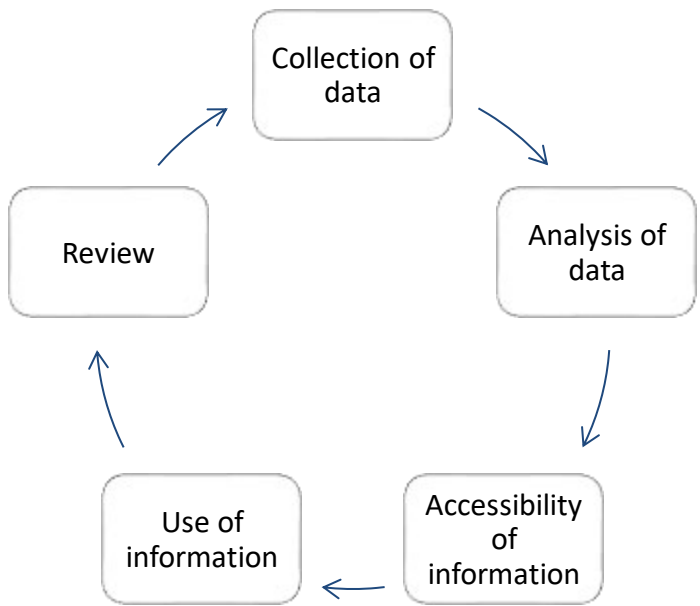 Collection of
data
Analysis of
data
Accessibility
of
information
Use of
information
Review